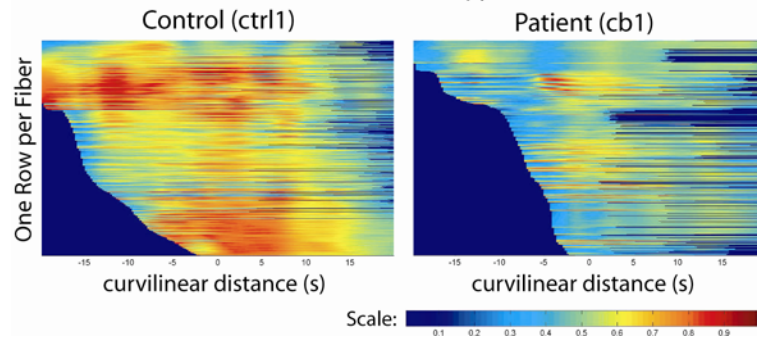 Control (ctrl1)
Patient (cb1)
One Row per Fiber
-15 -10 -5 0 5 10 15
-15 -10 -5 0 5 10 15
curvilinear distance (s)
curvilinear distance (s)
Scale:
0.1 0.2 0.3 0.4 0.5 0.6 0.7 0.8 0.9